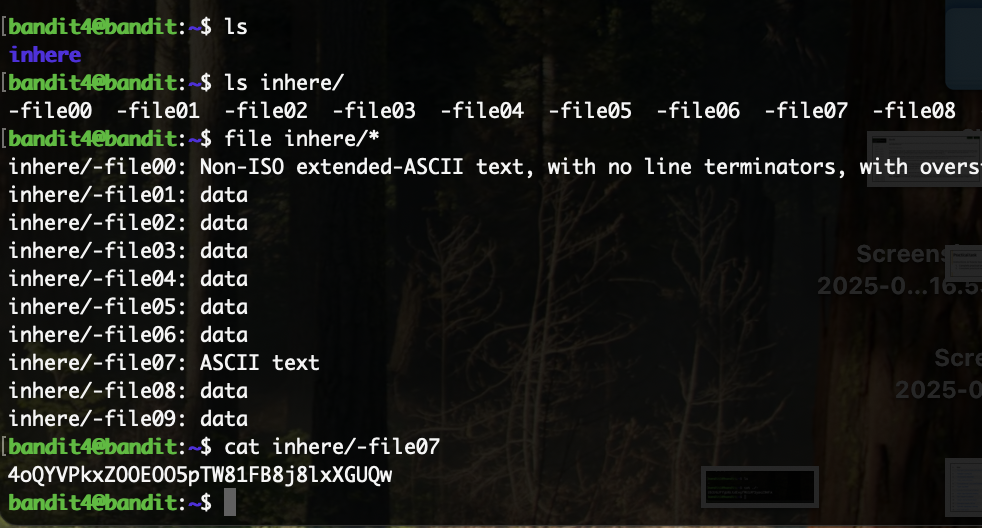 [bandit4@bandit:~$ ls
inhere
[bandit4@bandit:~$ ls inhere/
-file00  -file01  -file02  -file03  -file04  -file05  -file06  -file07  -file08
[bandit4@bandit:~$ file inhere/*
inhere/-file00: Non-ISO extended-ASCII text, with no line terminators, with overs
inhere/-file01: data
inhere/-file02: data
inhere/-file03: data
inhere/-file04: data
inhere/-file05: data
inhere/-file06: data
inhere/-file07: ASCII text
inhere/-file08: data
inhere/-file09: data
[bandit4@bandit:~$ cat inhere/-file07
4oQYVPkxZOOEOO5pTW81FB8j8lxXGUQw
bandit4@bandit:~$
Screens
2025-0...16.5
Scre
2025-0